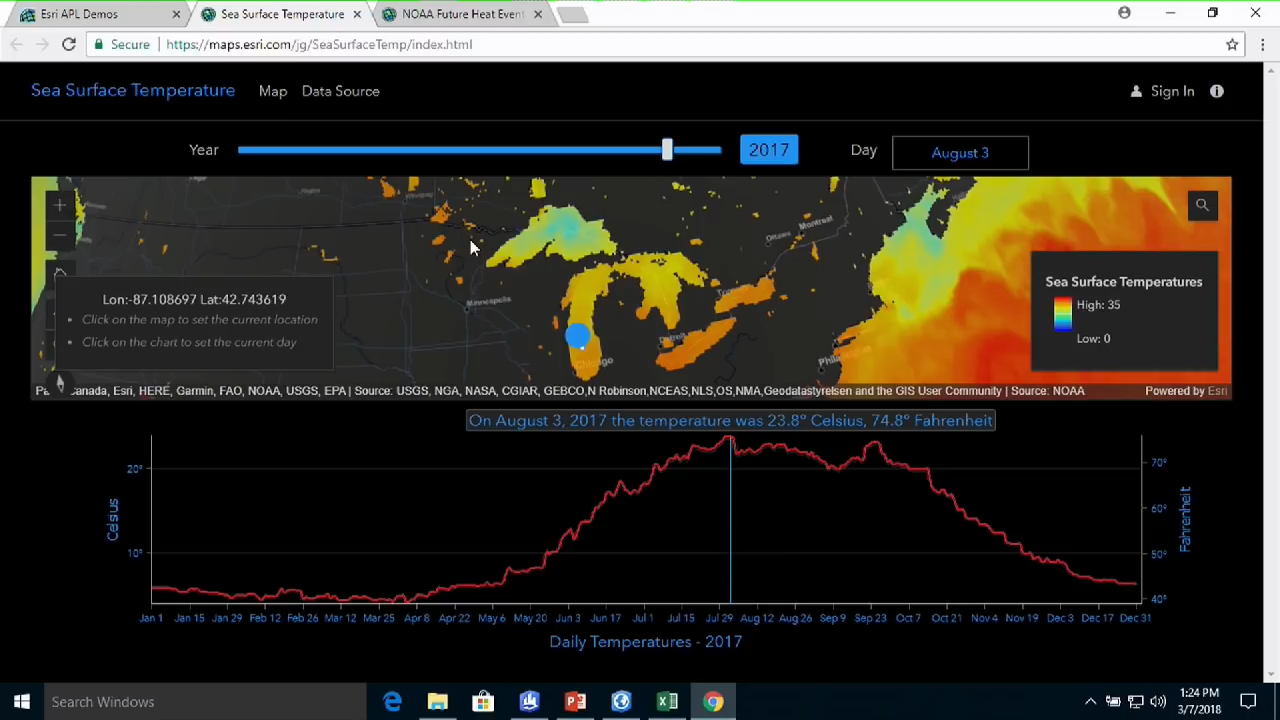 Esri APL Demos
Sea Surface Temperature
NOAA Future Heat Event
Secure
https://maps.esri.com/jg/SeaSurfaceTemp/index.html
Sea Surface Temperature
Map
Data Source
Sign In
Year
2017
Day
August 3
Winnipeg
Ottawa
Montreal
Minneapolis
Detroit
Chicago
Lon:-87.108697 Lat:42.743619
Click on the map to set the current location
Click on the chart to set the current day
Sea Surface Temperatures
High: 35
Low: 0
anada, Esri, HERE, Garmin, FAO, NOAA, USGS, EPA | Source: USGS, NGA, NASA, CGIAR, GEBCO,N Robinson,NCEAS,NLS,OS,NMA,Geodatastyrelsen and the GIS User Community | Source: NOAA
Powered by Esri
On August 3, 2017 the temperature was 23.8° Celsius, 74.8° Fahrenheit
20°
10°
Celsius
70°
60°
50°
40°
Fahrenheit
Jan 1 Jan 15 Jan 29 Feb 12 Feb 26 Mar 12 Mar 25 Apr 8 Apr 22 May 6 May 20 Jun 3 Jun 17 Jul 1 Jul 15 Jul 29 Aug 12 Aug 26 Sep 9 Sep 23 Oct 7 Oct 21 Nov 4 Nov 19 Dec 3 Dec 17 Dec 31
Daily Temperatures - 2017
Search Windows
1:24 PM
3/7/2018